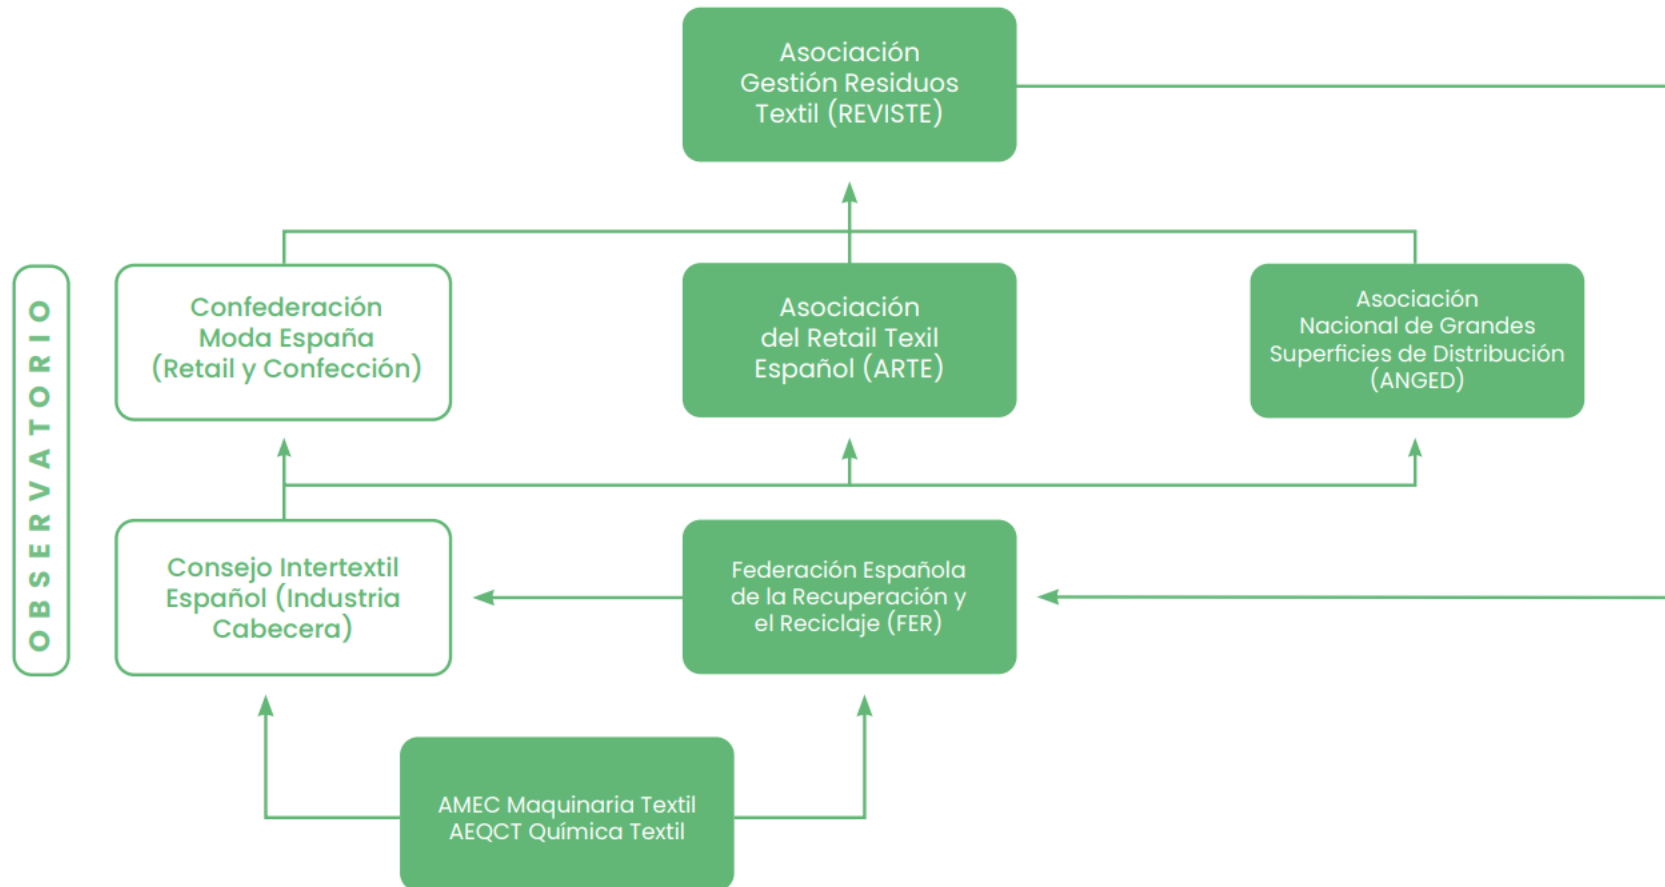 Asociación
Gestión Residuos
Textil (REVISTE)
OBSERVATORIO
Confederación
Moda España
(Retail y Confección)
Asociación
del Retail Texil
Español (ARTE)
Asociación
Nacional de Grandes
Superficies de Distribución
(ANGED)
Consejo Intertextil
Español (Industria
Cabecera)
Federación Española
de la Recuperación y
el Reciclaje (FER)
AMEC Maquinaria Textil
AEQCT Química Textil